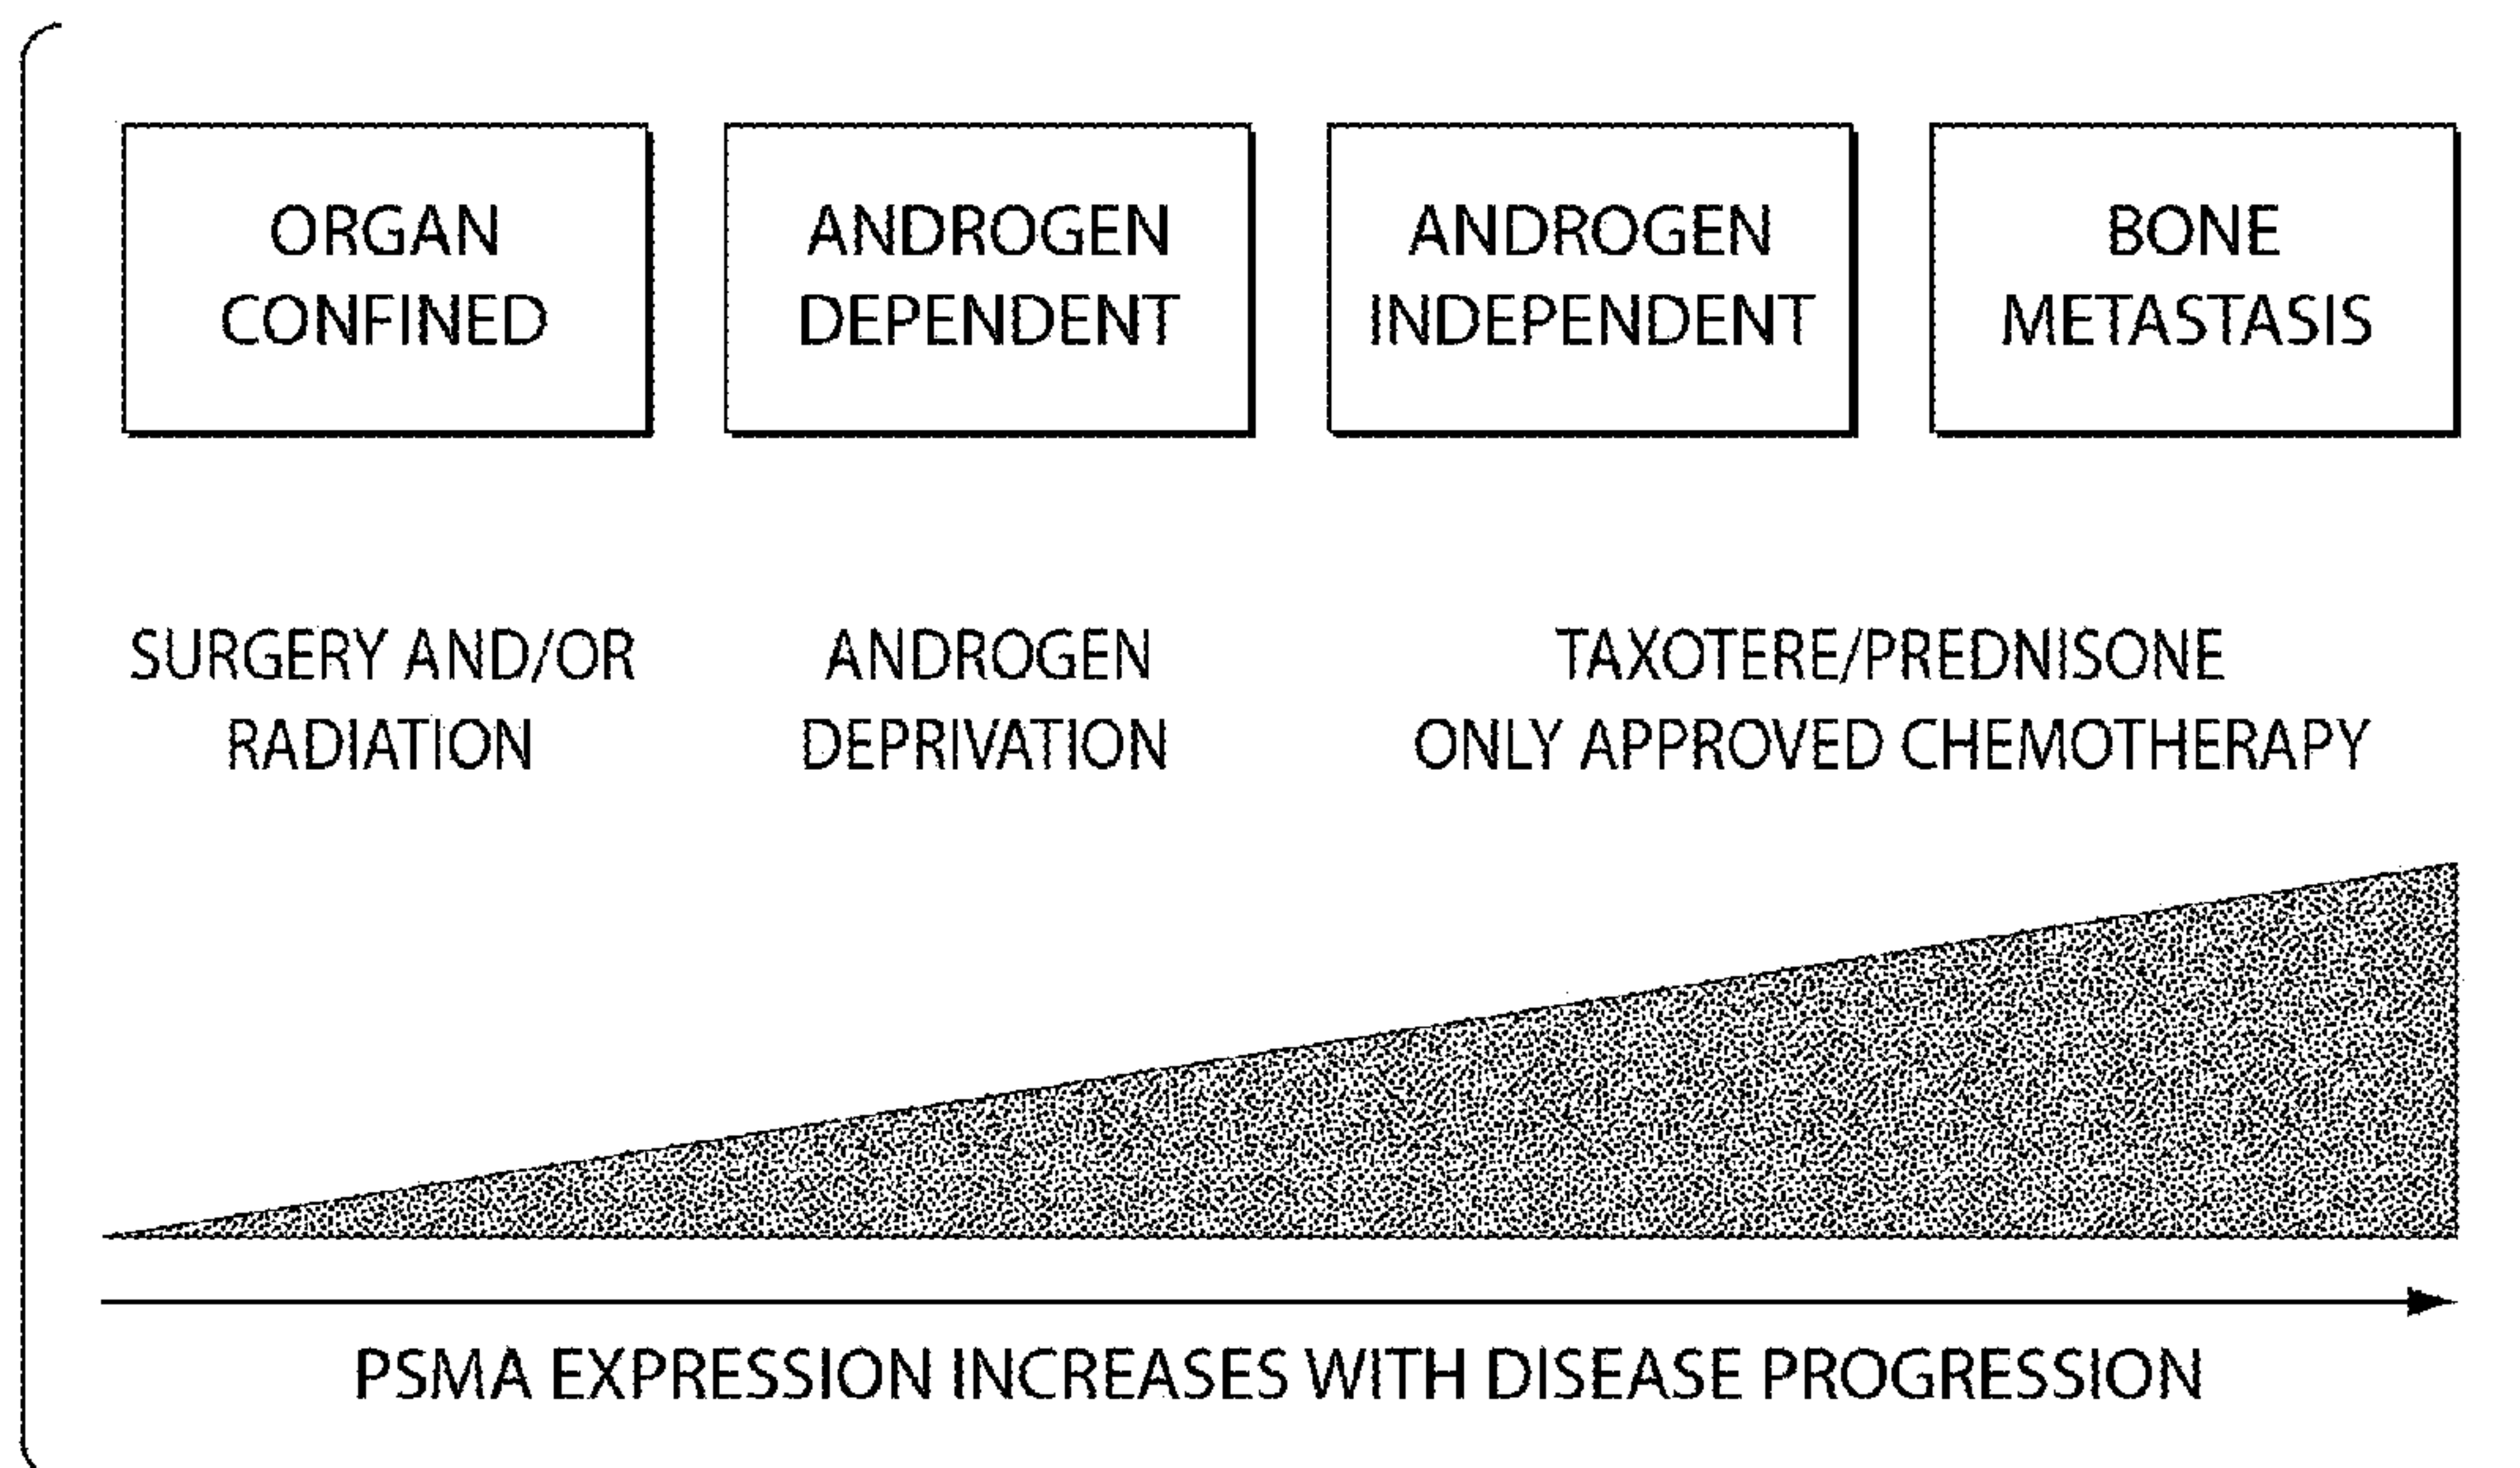 ORGAN
CONFINED
ANDROGEN
DEPENDENT
ANDROGEN
INDEPENDENT
BONE
METASTASIS
SURGERY AND/OR
RADIATION
ANDROGEN
DEPRIVATION
TAXOTERE/PREDNISONE
ONLY APPROVED CHEMOTHERAPY
PSMA EXPRESSION INCREASES WITH DISEASE PROGRESSION